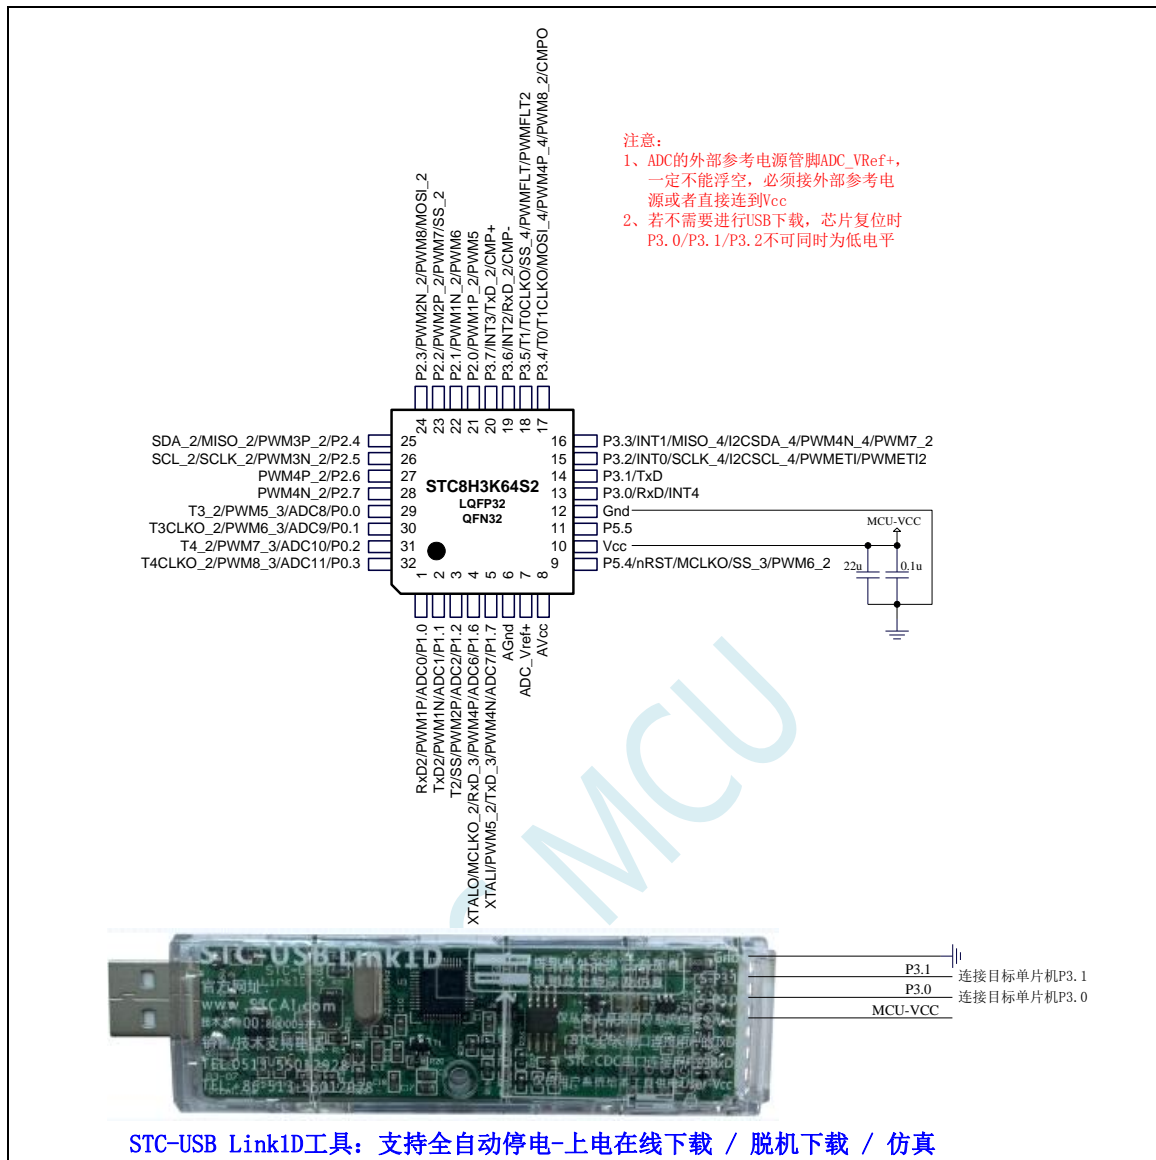 注意：
1、ADC的外部参考电源管脚ADC_VRef+，
一定不能浮空，必须接外部参考电
源或者直接连到Vcc
2、若不需要进行USB下载，芯片复位时
P3.0/P3.1/P3.2不可同时为低电平
P2.3/PWM2N_2/PWM8/MOSI_2
P2.2/PWM2P_2/PWM7/SS_2
P2.1/PWM1N_2/PWM6
P2.0/PWM1P_2/PWM5
P3.7/INT3/TxD_2/CMP+
P3.6/INT2/RxD_2/CMP-
P3.5/T1/T0CLKO/SS_4/PWMFLT/PWMFLT2
P3.4/T0/T1CLKO/MOSI_4/PWM4P_4/PWM8_2/CMPO
24 23 22 21 20 19 18 17
SDA_2/MISO_2/PWM3P_2/P2.4 25
SCL_2/SCLK_2/PWM3N_2/P2.5 26
PWM4P_2/P2.6 27
PWM4N_2/P2.7 28
T3_2/PWM5_3/ADC8/P0.0 29
T3CLKO_2/PWM6_3/ADC9/P0.1 30
T4_2/PWM7_3/ADC10/P0.2 31
T4CLKO_2/PWM8_3/ADC11/P0.3 32
STC8H3K64S2
LQFP32
QFN32
16 P3.3/INT1/MISO_4/I2CSDA_4/PWM4N_4/PWM7_2
15 P3.2/INT0/SCLK_4/I2CSCL_4/PWMETI/PWMETI2
14 P3.1/TxD
13 P3.0/RxD/INT4
12 Gnd
11 P5.5
10 Vcc
9 P5.4/nRST/MCLKO/SS_3/PWM6_2
MCU-VCC
22u
0.1u
1 2 3 4 5 6 7 8
RxD2/PWM1P/ADC0/P1.0
TxD2/PWM1N/ADC1/P1.1
T2/SS/PWM2P/ADC2/P1.2
XTALO/MCLKO_2/RxD_3/PWM4P/ADC6/P1.6
XTALI/PWM5_2/TxD_3/PWM4N/ADC7/P1.7
AGnd
ADC_Vref+
AVcc
MCU
STC-USB Link1D
官方网址:
www.STCAI.com
TEL:0513-55012928
P3.1 连接目标单片机P3.1
P3.0 连接目标单片机P3.0
MCU-VCC
STC-USB Link1D工具：支持全自动停电-上电在线下载 / 脱机下载 / 仿真